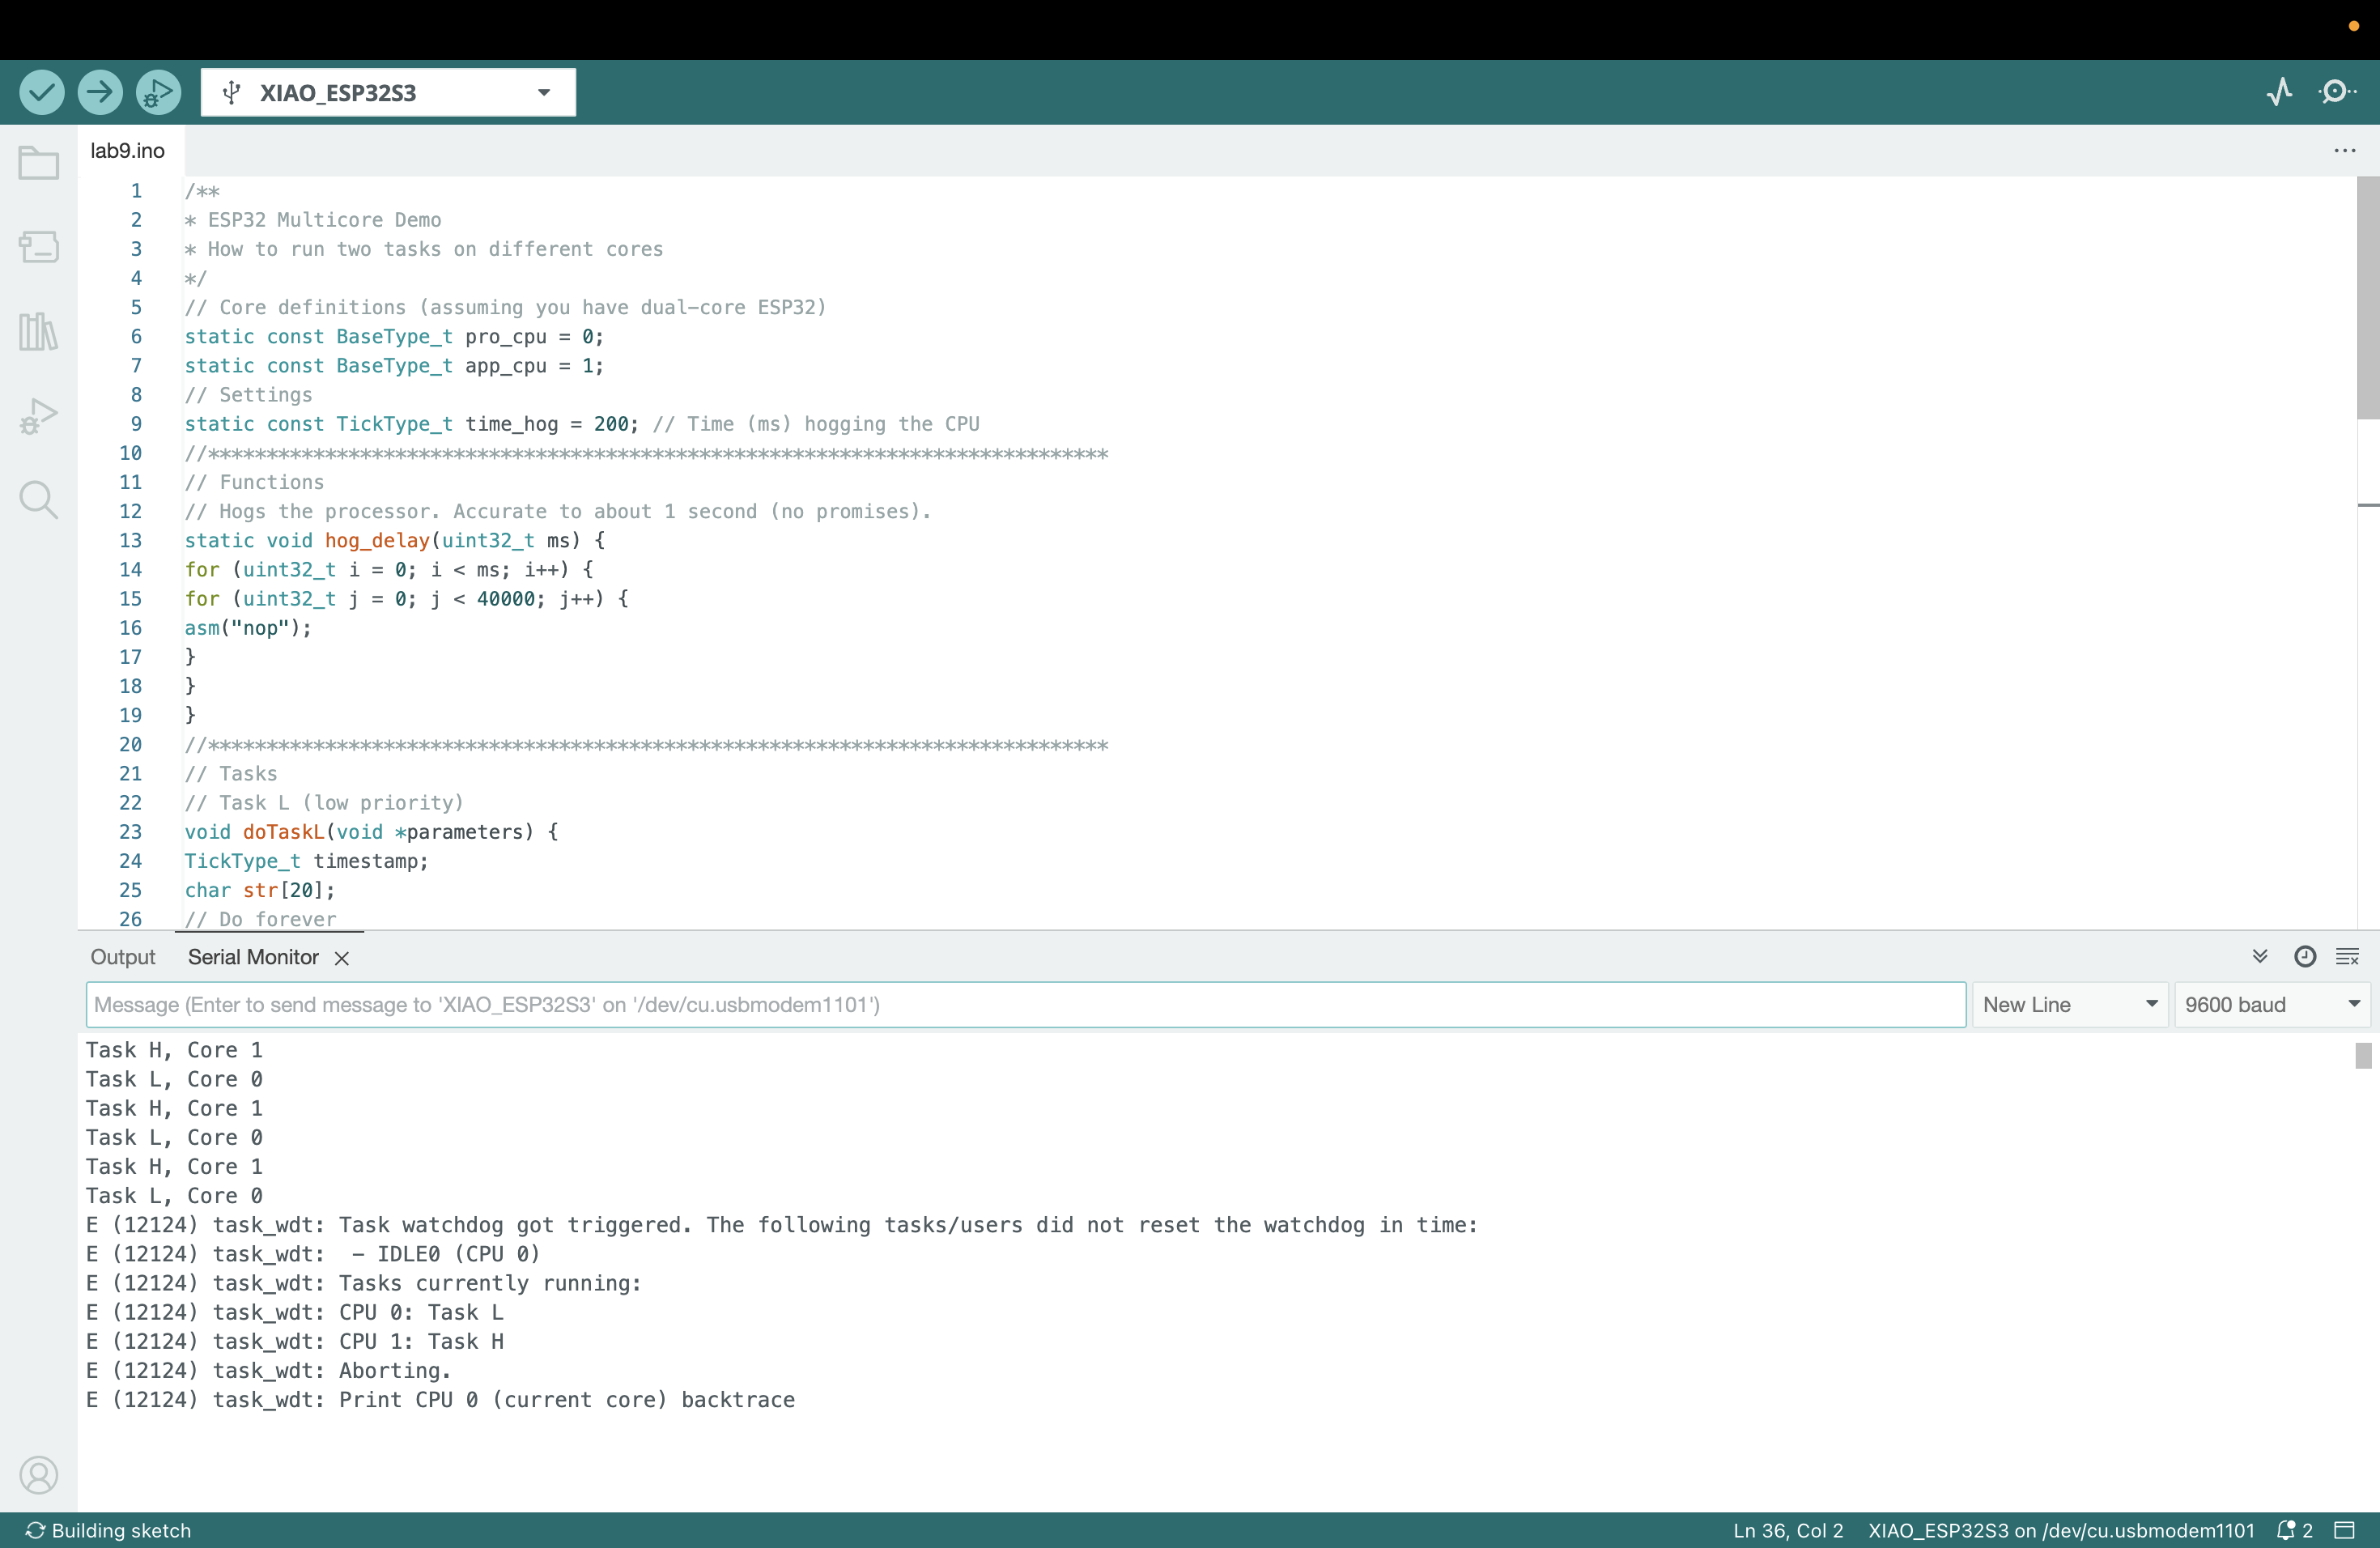 XIAO_ESP32S3
lab9.ino
1 /**
2 * ESP32 Multicore Demo
3 * How to run two tasks on different cores
4 */
5 // Core definitions (assuming you have dual-core ESP32)
6 static const BaseType_t pro_cpu = 0;
7 static const BaseType_t app_cpu = 1;
8 // Settings
9 static const TickType_t time_hog = 200; // Time (ms) hogging the CPU
10 //*****************************************************************************
11 // Functions
12 // Hogs the processor. Accurate to about 1 second (no promises).
13 static void hog_delay(uint32_t ms) {
14 for (uint32_t i = 0; i < ms; i++) {
15 for (uint32_t j = 0; j < 40000; j++) {
16 asm("nop");
17 }
18 }
19 }
20 //*****************************************************************************
21 // Tasks
22 // Task L (low priority)
23 void doTaskL(void *parameters) {
24 TickType_t timestamp;
25 char str[20];
26 // Do forever
Output Serial Monitor
Message (Enter to send message to 'XIAO_ESP32S3' on '/dev/cu.usbmodem1101') New Line 9600 baud
Task H, Core 1
Task L, Core 0
Task H, Core 1
Task L, Core 0
Task H, Core 1
Task L, Core 0
E (12124) task_wdt: Task watchdog got triggered. The following tasks/users did not reset the watchdog in time:
E (12124) task_wdt:  - IDLE0 (CPU 0)
E (12124) task_wdt: Tasks currently running:
E (12124) task_wdt: CPU 0: Task L
E (12124) task_wdt: CPU 1: Task H
E (12124) task_wdt: Aborting.
E (12124) task_wdt: Print CPU 0 (current core) backtrace
Building sketch Ln 36, Col 2 XIAO_ESP32S3 on /dev/cu.usbmodem1101 2